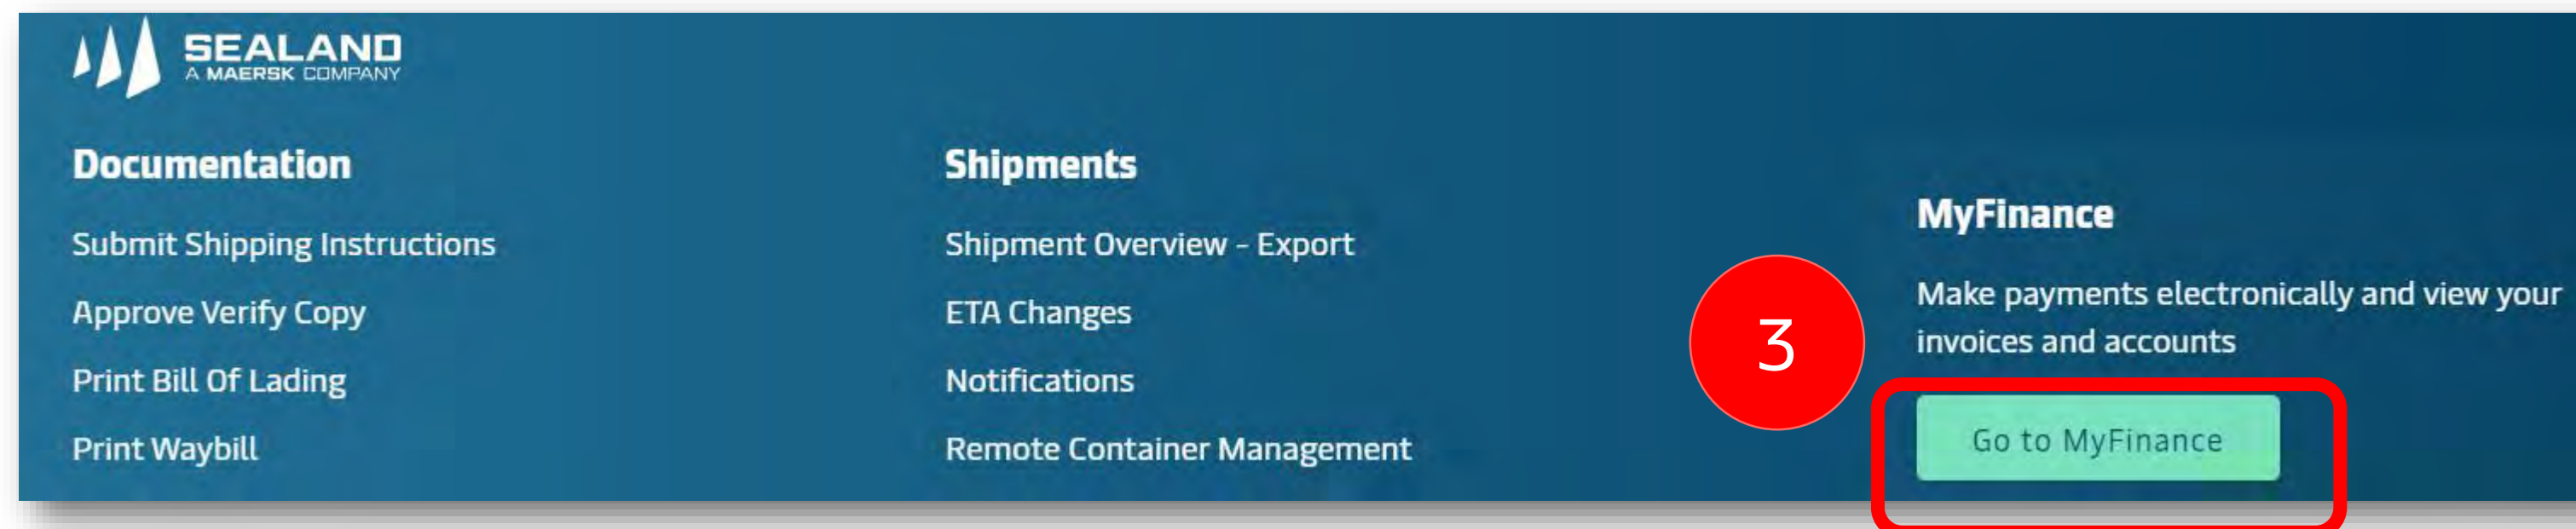 SEALAND
A MAERSK COMPANY
Documentation
Submit Shipping Instructions
Approve Verify Copy
Print Bill Of Lading
Print Waybill
Shipments
Shipment Overview - Export
ETA Changes
Notifications
Remote Container Management
3
MyFinance
Make payments electronically and view your
invoices and accounts
Go to MyFinance